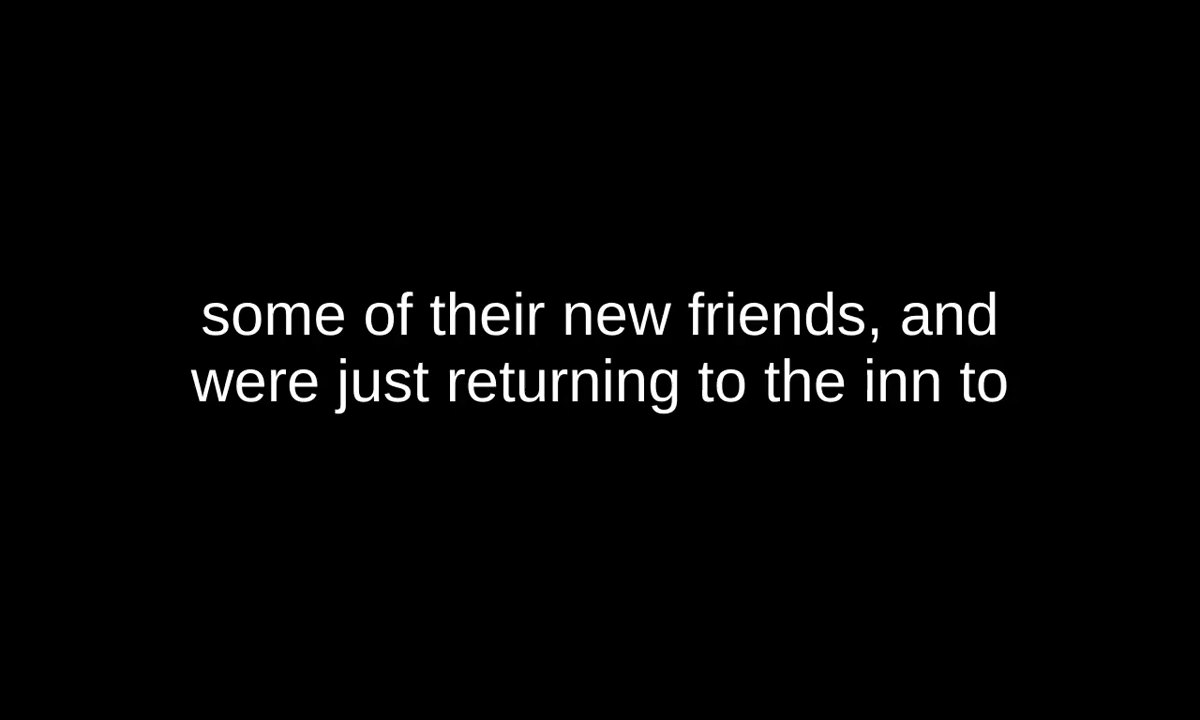 some of their new friends, and
were just returning to the inn to